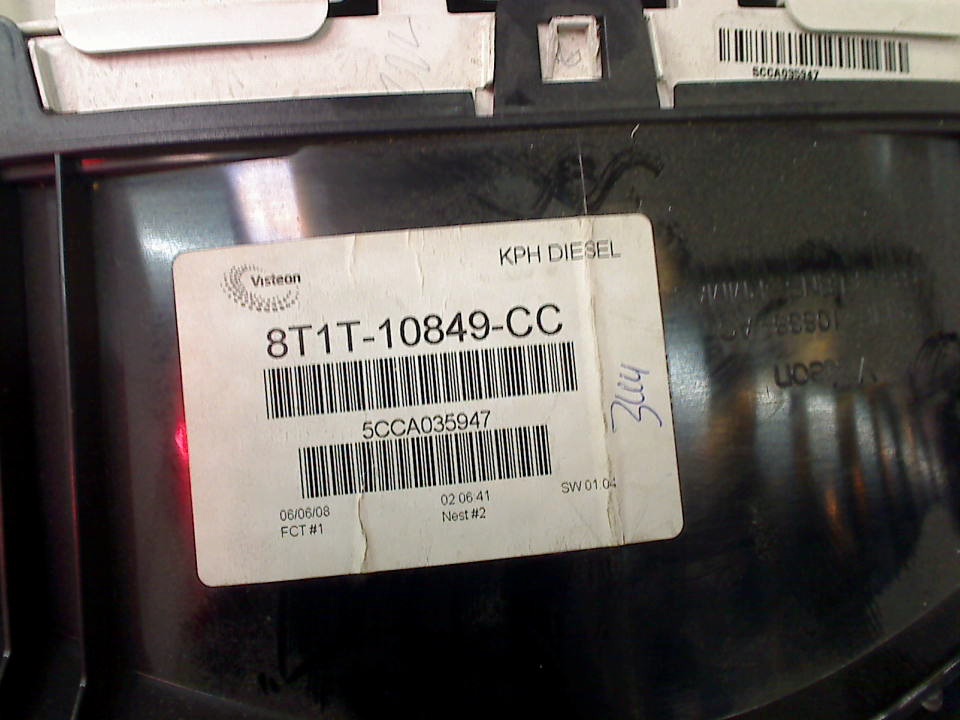 5CCA035947
KPH DIESEL
Visteon
8T1T-10849-CC
5CCA035947
06/06/08
02:06:41
SW 01.04
FCT #1
Nest #2